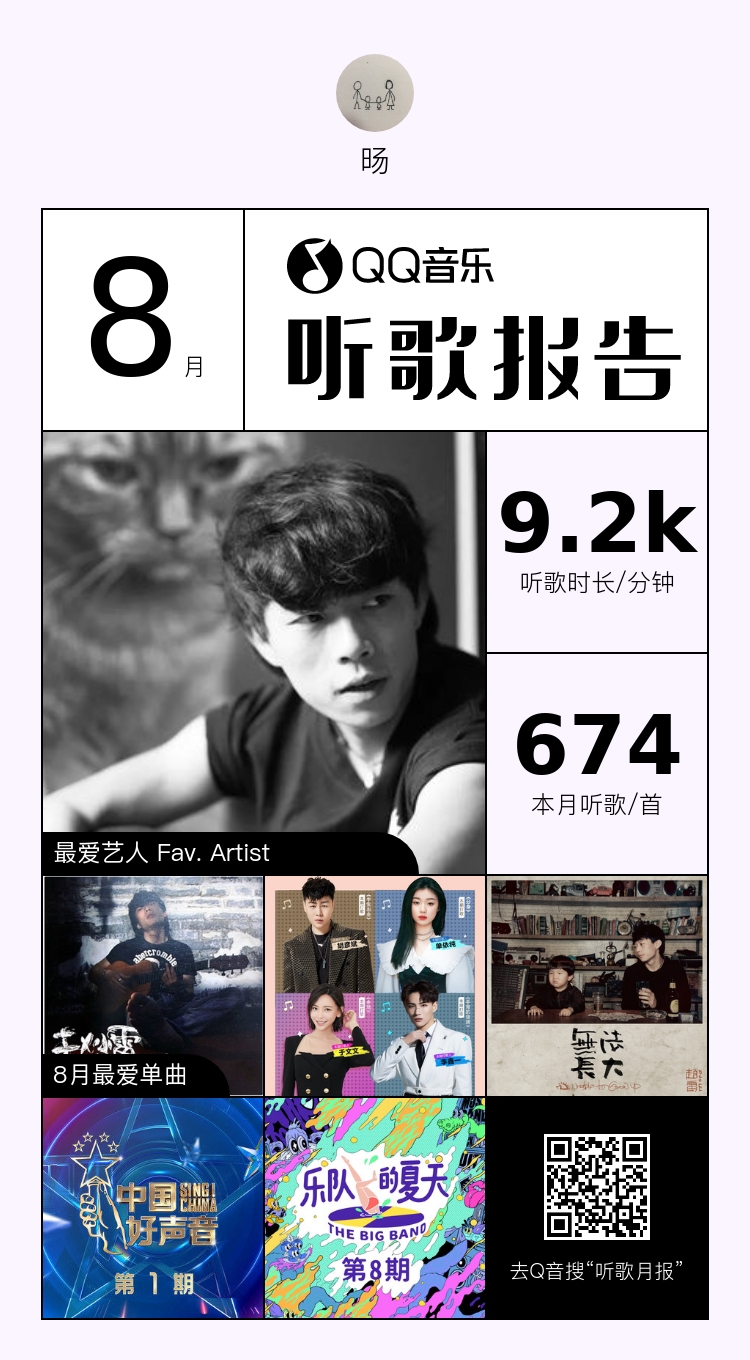 旸
8月
QQ音乐
听歌报告
9.2k
听歌时长/分钟
674
本月听歌/首
最爱艺人 Fav. Artist
abercrombie
赵雷
8月最爱单曲
胡彦斌
单依纯
于文文
無法
長大
中国
好声音
SING!
CHINA
第1期
乐队的夏天
THE BIG BAND
第8期
去Q音搜“听歌月报”